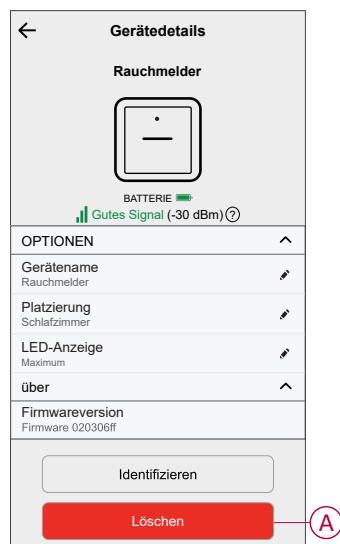 Gerätedetails
Rauchmelder
BATTERIE
Gutes Signal (-30 dBm) ?
OPTIONEN
Gerätename
Rauchmelder
Platzierung
Schlafzimmer
LED-Anzeige
Maximum
über
Firmwareversion
Firmware 020306ff
Identifizieren
Löschen
A